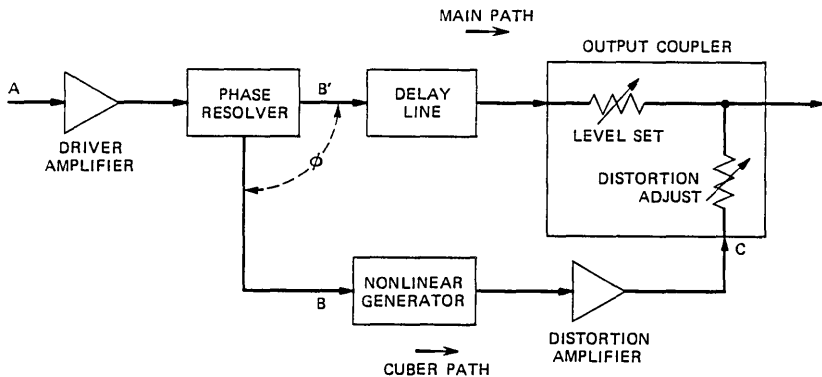 MAIN PATH
OUTPUT COUPLER
A
DRIVER
AMPLIFIER
PHASE
RESOLVER
B'
DELAY
LINE
LEVEL SET
ϕ
DISTORTION
ADJUST
C
B
NONLINEAR
GENERATOR
DISTORTION
AMPLIFIER
CUBER PATH